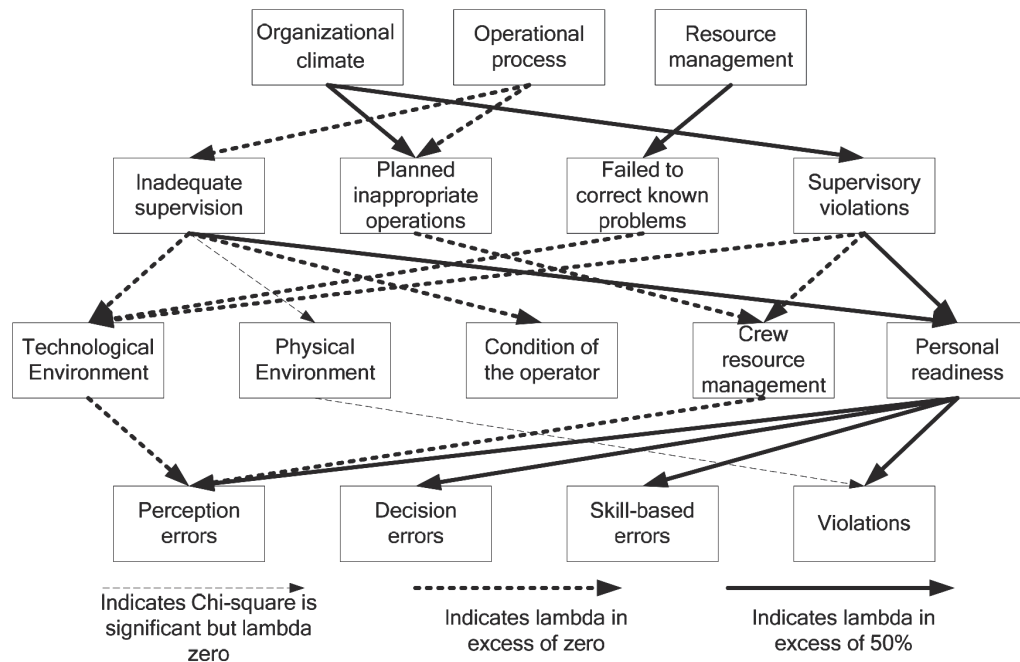 Organizational
climate
Operational
process
Resource
management
Inadequate
supervision
Planned
inappropriate
operations
Failed to
correct known
problems
Supervisory
violations
Technological
Environment
Physical
Environment
Condition of
the operator
Crew
resource
management
Personal
readiness
Perception
errors
Decision
errors
Skill-based
errors
Violations
Indicates Chi-square is
significant but lambda
zero
Indicates lambda in
excess of zero
Indicates lambda in
excess of 50%